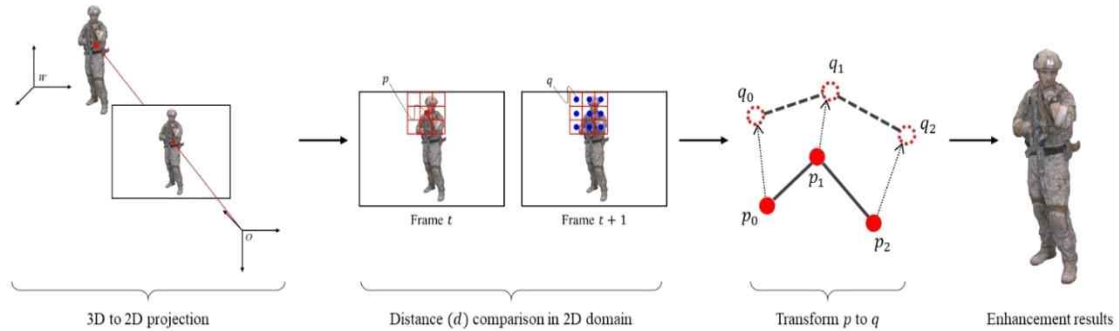 W
O
p
q
Frame t
Frame t + 1
q₀
q₁
q₂
p₀
p₁
p₂
3D to 2D projection
Distance (d) comparison in 2D domain
Transform p to q
Enhancement results